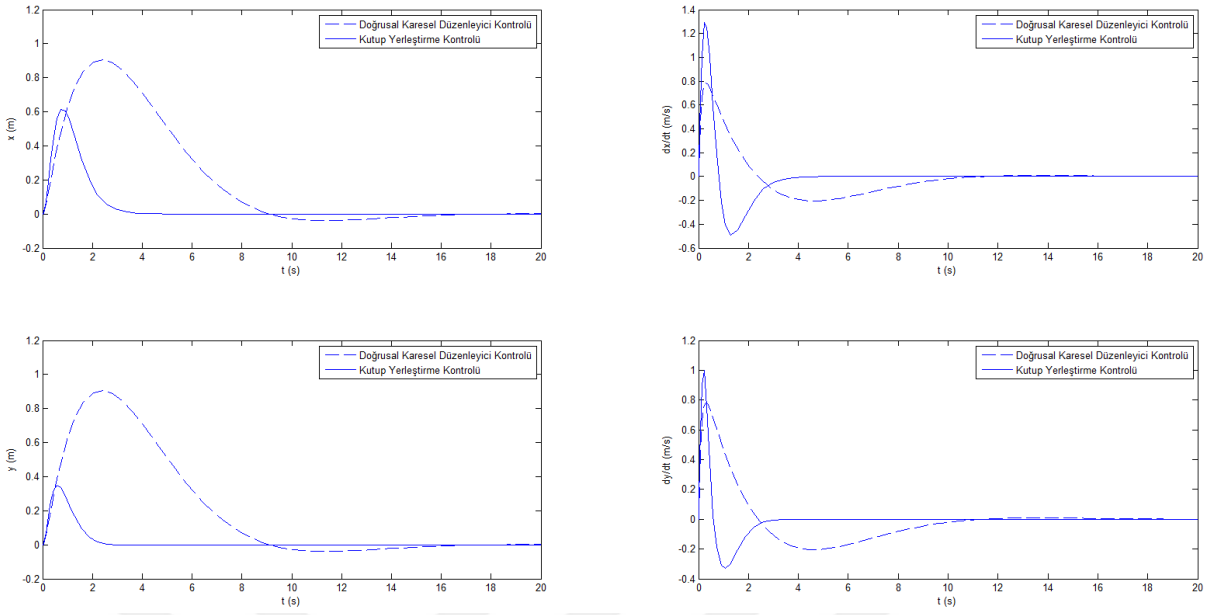 Doğrusal Karesel Düzenleyici Kontrolü
Kutup Yerleştirme Kontrolü
1.2
1
0.8
0.6
0.4
0.2
0
-0.2
x (m)
0 2 4 6 8 10 12 14 16 18 20
t (s)
Doğrusal Karesel Düzenleyici Kontrolü
Kutup Yerleştirme Kontrolü
1.4
1.2
1
0.8
0.6
0.4
0.2
0
-0.2
-0.4
-0.6
dx/dt (m/s)
0 2 4 6 8 10 12 14 16 18 20
t (s)
Doğrusal Karesel Düzenleyici Kontrolü
Kutup Yerleştirme Kontrolü
1.2
1
0.8
0.6
0.4
0.2
0
-0.2
y (m)
0 2 4 6 8 10 12 14 16 18 20
t (s)
Doğrusal Karesel Düzenleyici Kontrolü
Kutup Yerleştirme Kontrolü
1.2
1
0.8
0.6
0.4
0.2
0
-0.2
-0.4
dy/dt (m/s)
0 2 4 6 8 10 12 14 16 18 20
t (s)